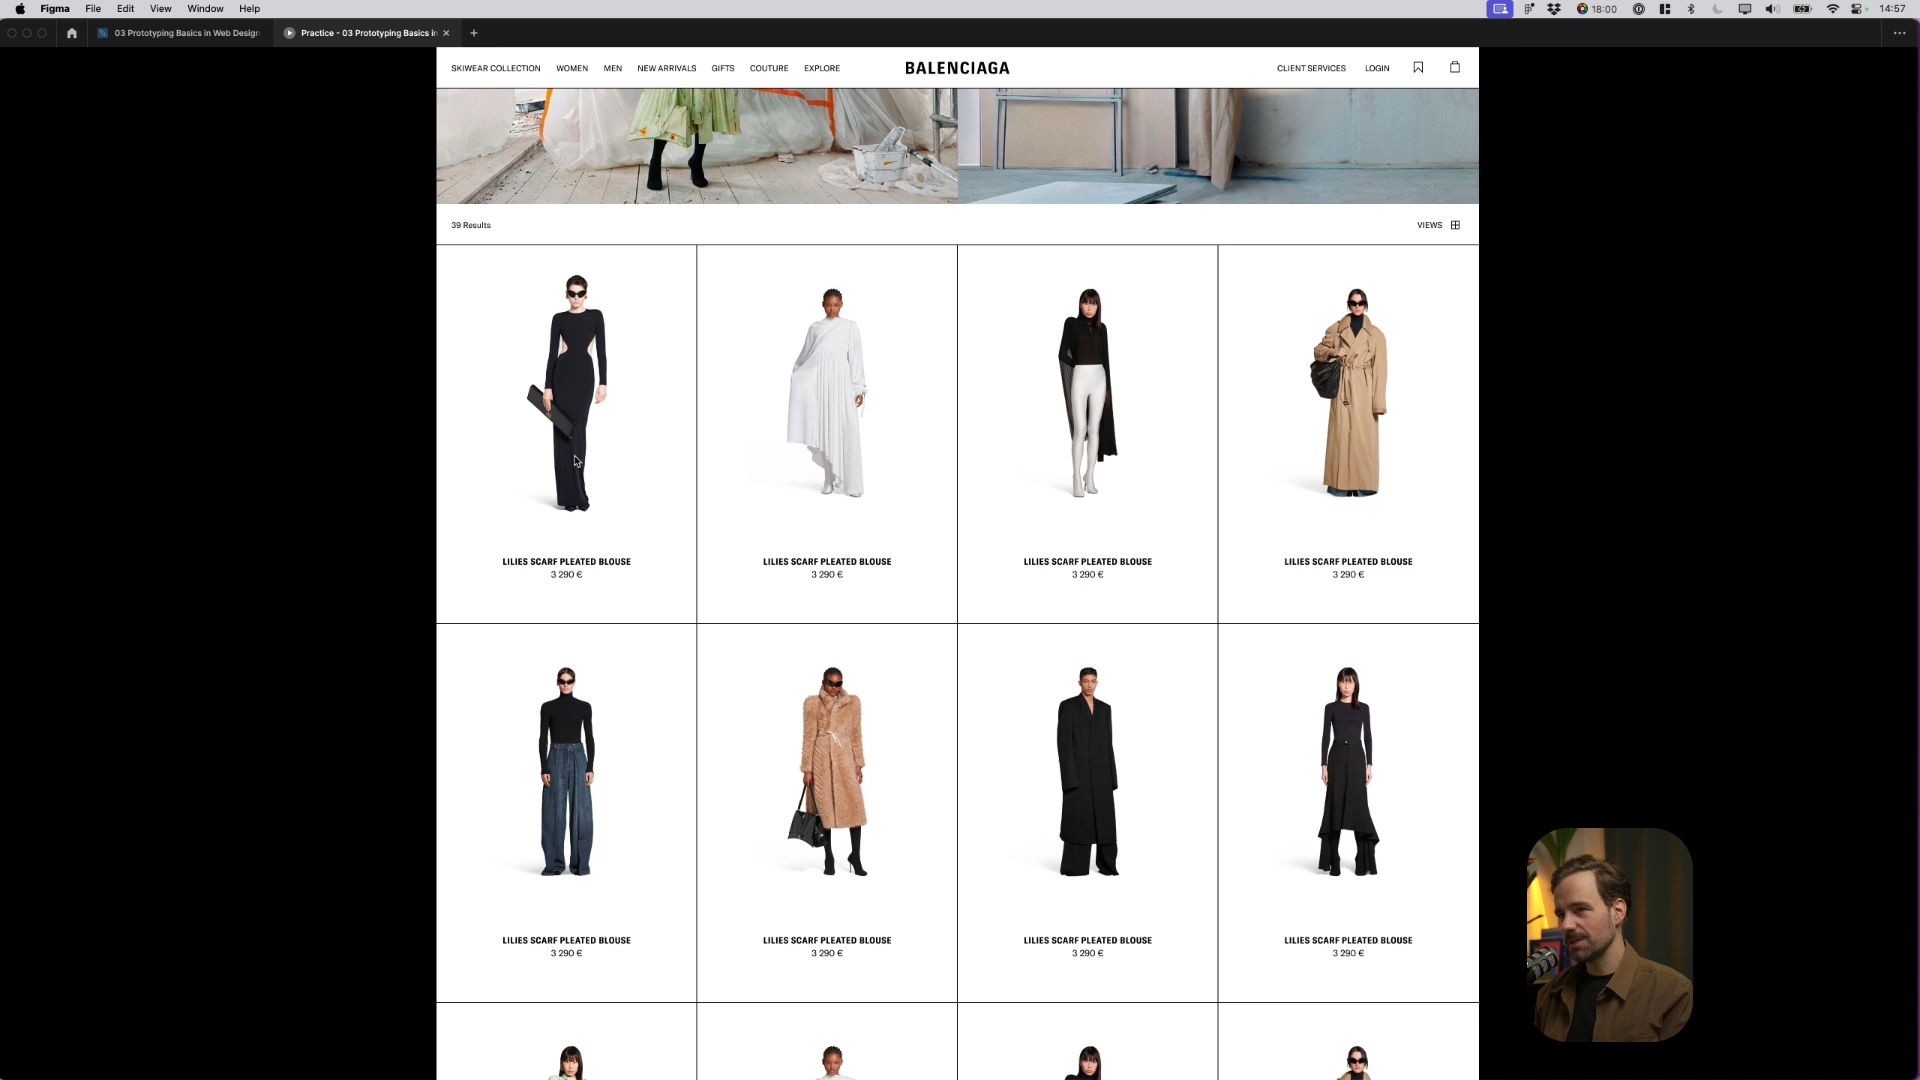 Figma File Edit View Window Help 18:00 14:57
03 Prototyping Basics in Web Design Practice - 03 Prototyping Basics in
SKIWEAR COLLECTION WOMEN MEN NEW ARRIVALS GIFTS COUTURE EXPLORE BALENCIAGA CLIENT SERVICES LOGIN
39 Results VIEWS
LILIES SCARF PLEATED BLOUSE LILIES SCARF PLEATED BLOUSE LILIES SCARF PLEATED BLOUSE LILIES SCARF PLEATED BLOUSE
3 290 € 3 290 € 3 290 € 3 290 €
LILIES SCARF PLEATED BLOUSE LILIES SCARF PLEATED BLOUSE LILIES SCARF PLEATED BLOUSE LILIES SCARF PLEATED BLOUSE
3 290 € 3 290 € 3 290 € 3 290 €